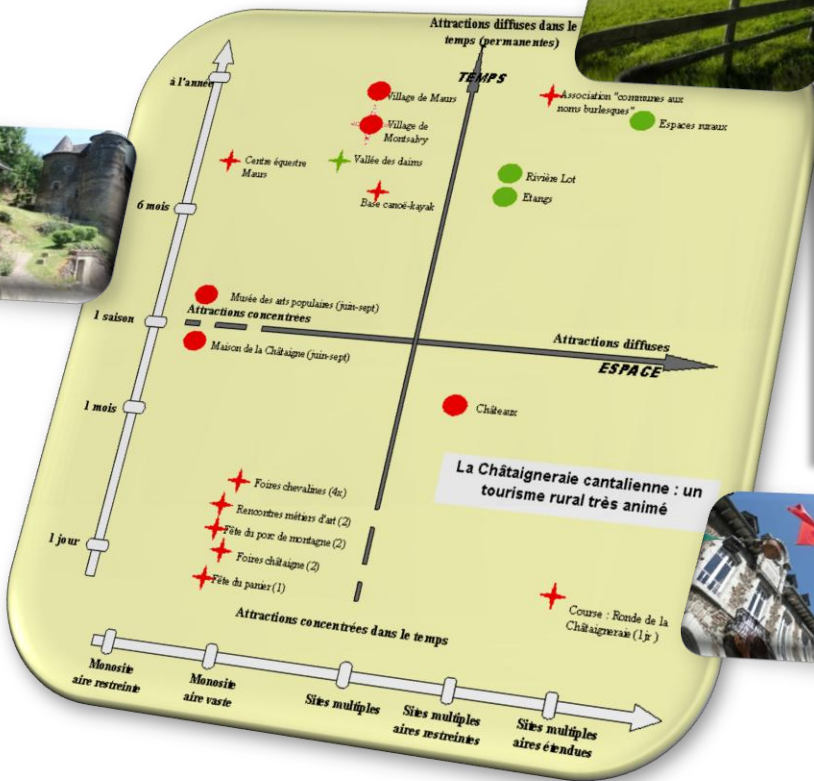 Attractions diffuses dans le
temps (permanentes)
TEMPS
à l'année
Village de Maurs
Association "communes aux
noms burlesques"
Espaces ruraux
Village de
Montsalvy
Centre équestre
Maurs
Vallée des daims
Rivière Lot
Base canoé-kayak
Etangs
6 mois
Musée des arts populaires (juin-sept)
1 saison
Attractions concentrées
Attractions diffuses
ESPACE
Maison de la Châtaigne (juin-sept)
1 mois
Châteaux
La Châtaigneraie cantalienne : un
tourisme rural très animé
Foires chevalines (4x)
Rencontres métiers d'art (2)
Fête du porc de montagne (2)
Foires châtaigne (2)
Fête du panier (1)
1 jour
Course : Ronde de la
Châtaigneraie (1jr)
Attractions concentrées dans le temps
Monosite
aire restreinte
Monosite
aire vaste
Sites multiples
Sites multiples
aires restreintes
Sites multiples
aires étendues